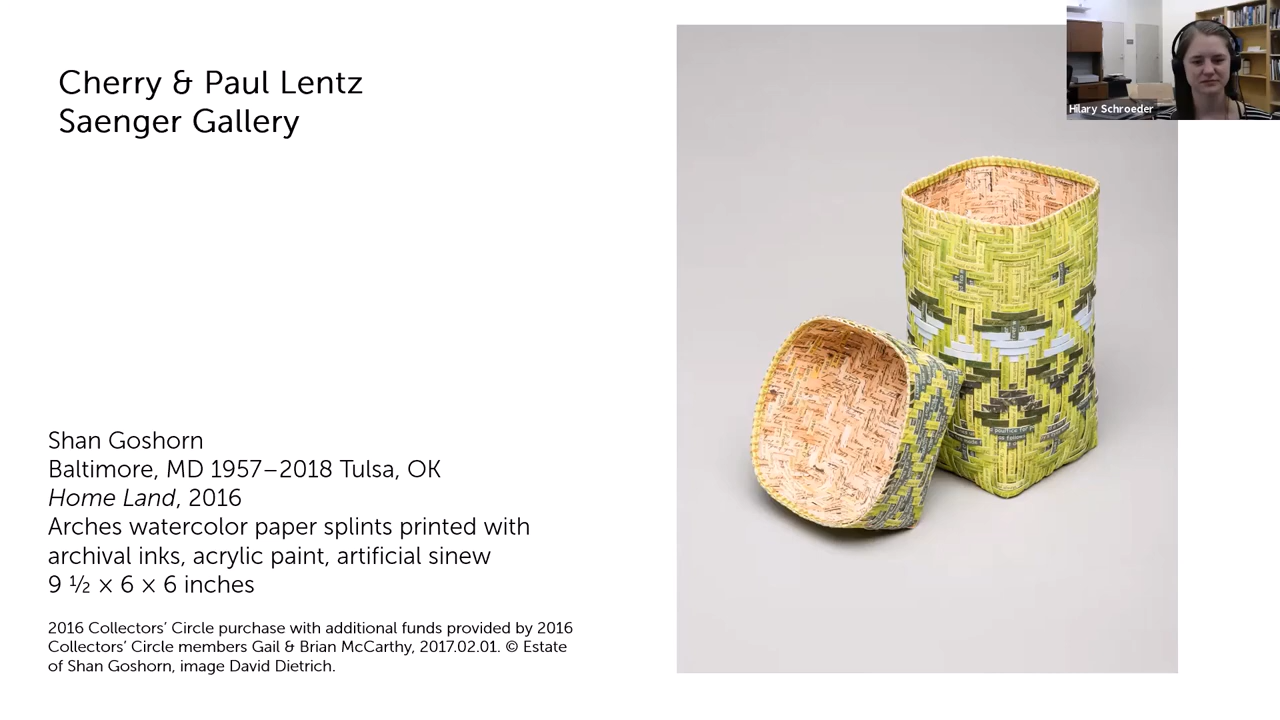 Cherry & Paul Lentz
Saenger Gallery
Hilary Schroeder
Shan Goshorn
Baltimore, MD 1957–2018 Tulsa, OK
Home Land, 2016
Arches watercolor paper splints printed with
archival inks, acrylic paint, artificial sinew
9 ½ × 6 × 6 inches
2016 Collectors’ Circle purchase with additional funds provided by 2016
Collectors’ Circle members Gail & Brian McCarthy, 2017.02.01. © Estate
of Shan Goshorn, image David Dietrich.